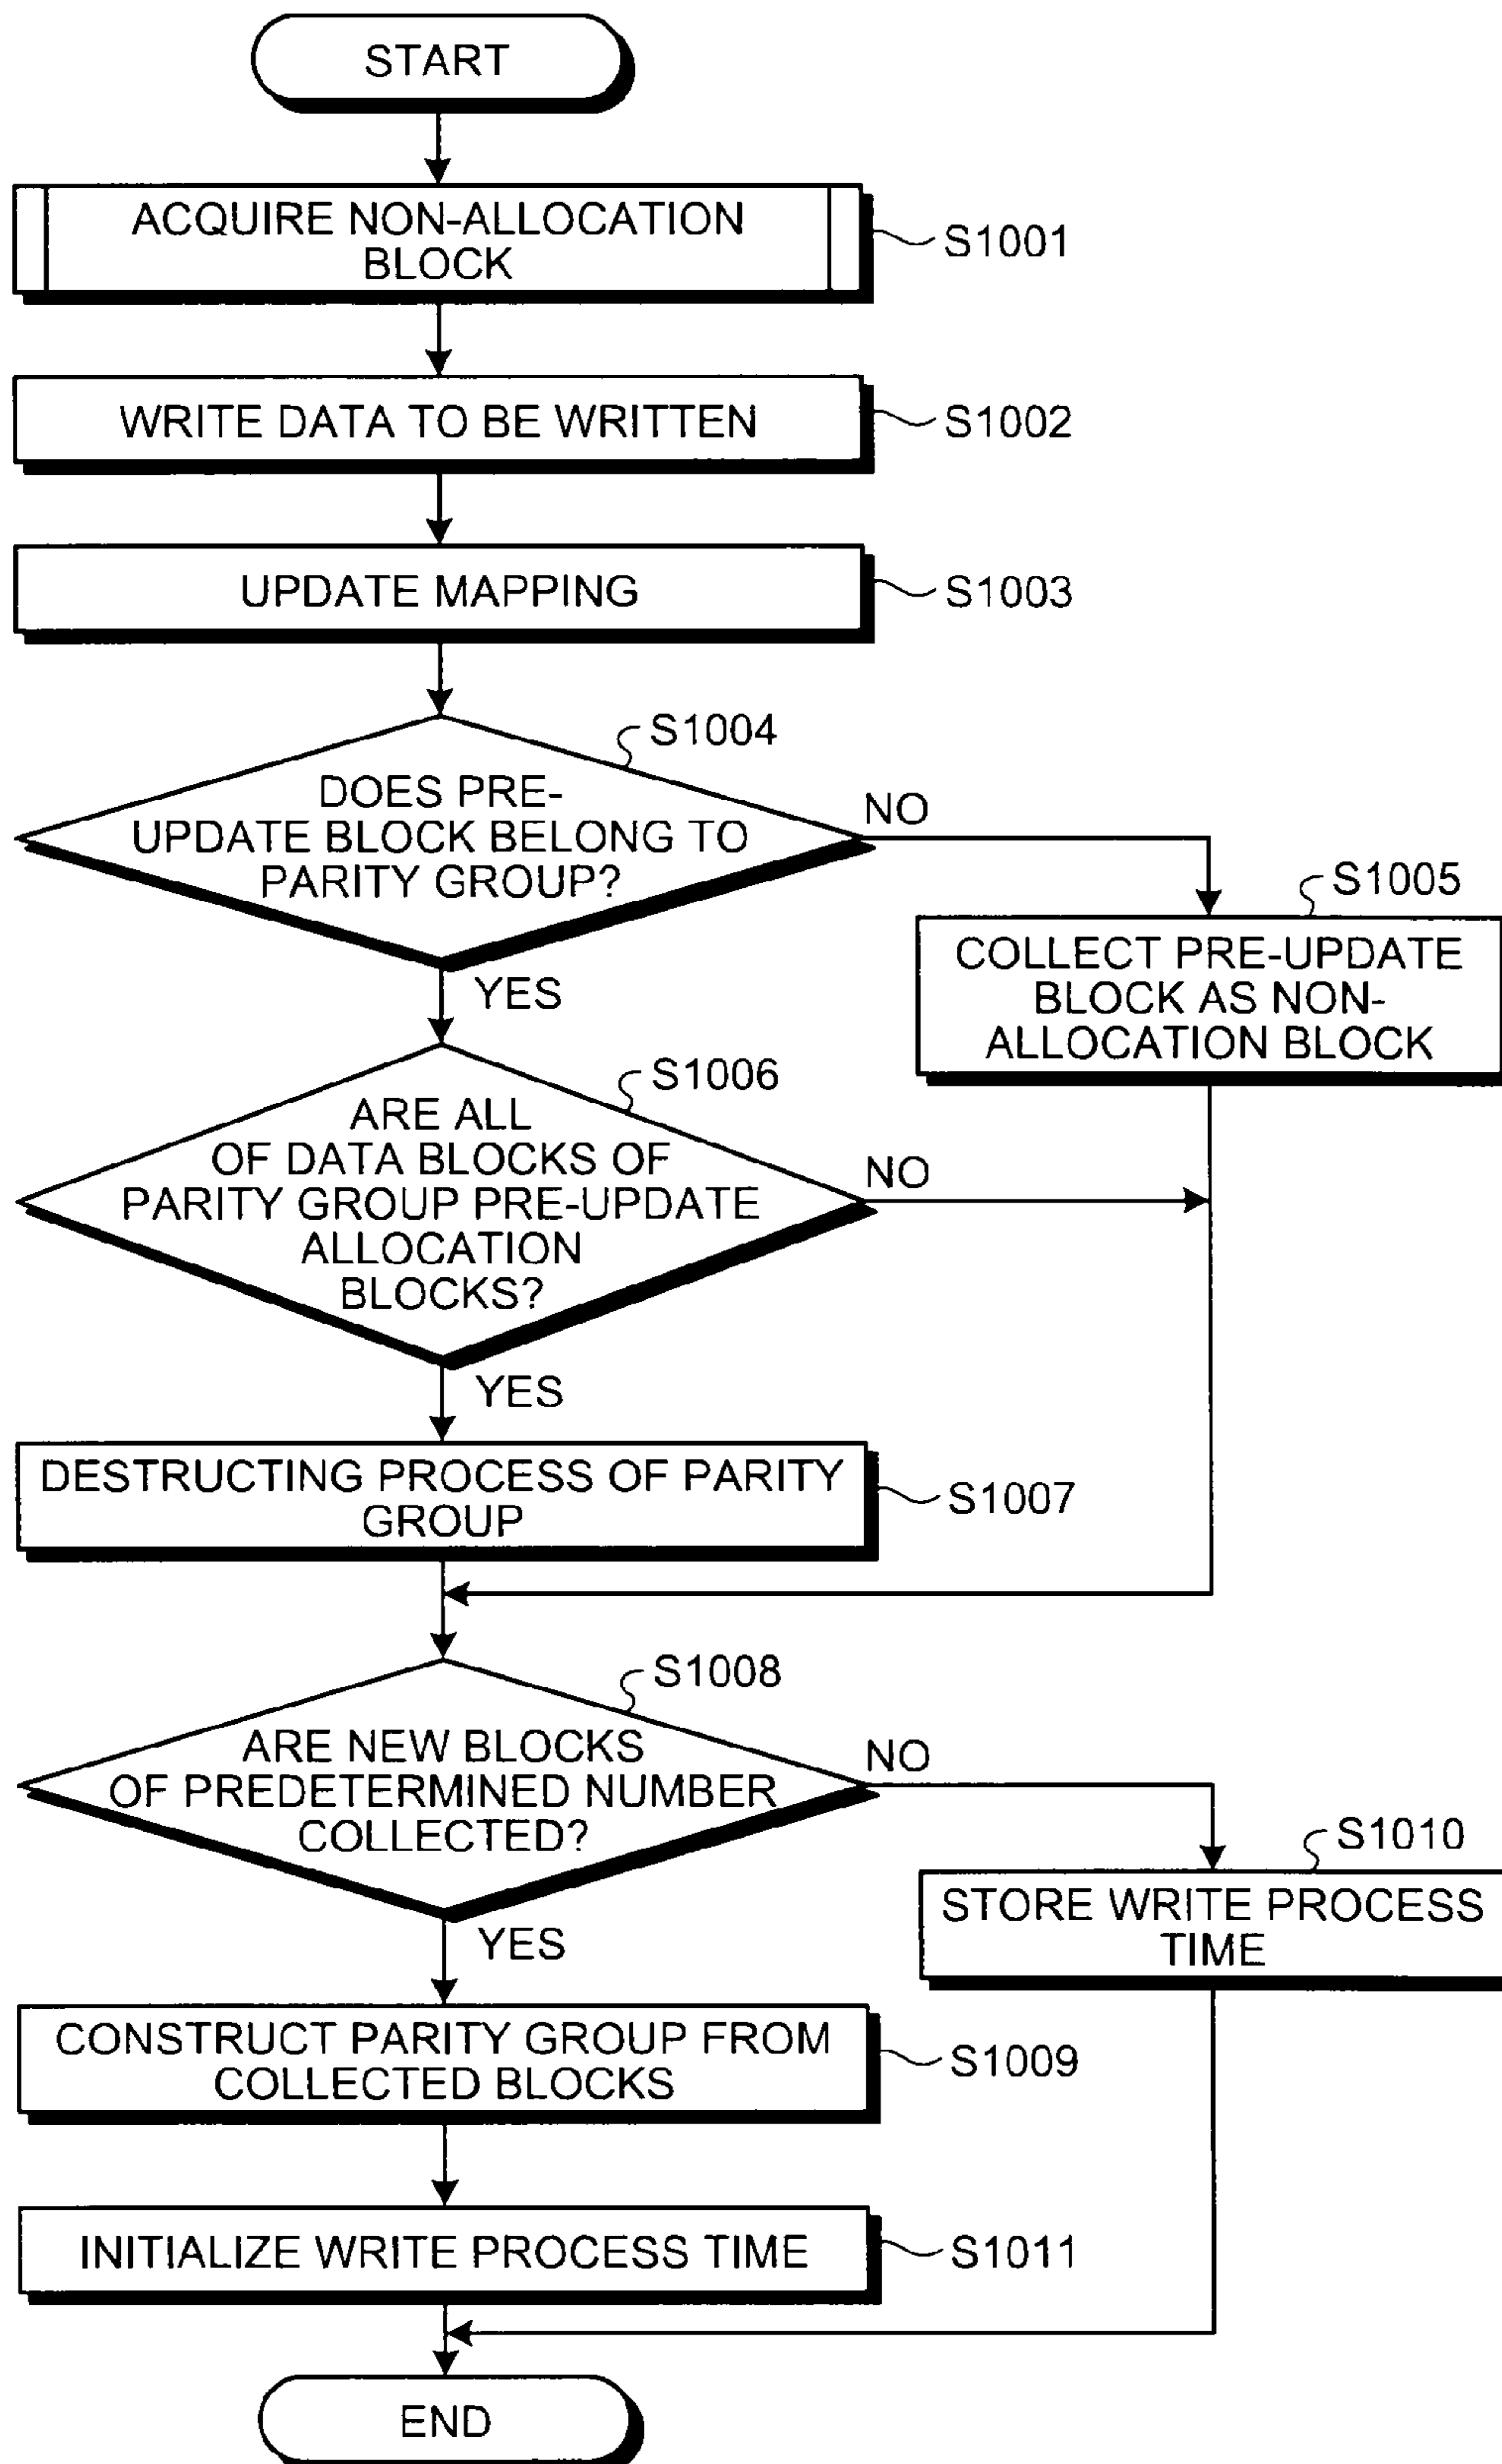 START
ACQUIRE NON-ALLOCATION
BLOCK
S1001
WRITE DATA TO BE WRITTEN
S1002
UPDATE MAPPING
S1003
S1004
DOES PRE-
UPDATE BLOCK BELONG TO
PARITY GROUP?
NO
YES
S1005
COLLECT PRE-UPDATE
BLOCK AS NON-
ALLOCATION BLOCK
S1006
ARE ALL
OF DATA BLOCKS OF
PARITY GROUP PRE-UPDATE
ALLOCATION
BLOCKS?
NO
YES
DESTRUCTING PROCESS OF PARITY
GROUP
S1007
S1008
ARE NEW BLOCKS
OF PREDETERMINED NUMBER
COLLECTED?
NO
YES
S1010
STORE WRITE PROCESS
TIME
CONSTRUCT PARITY GROUP FROM
COLLECTED BLOCKS
S1009
INITIALIZE WRITE PROCESS TIME
S1011
END